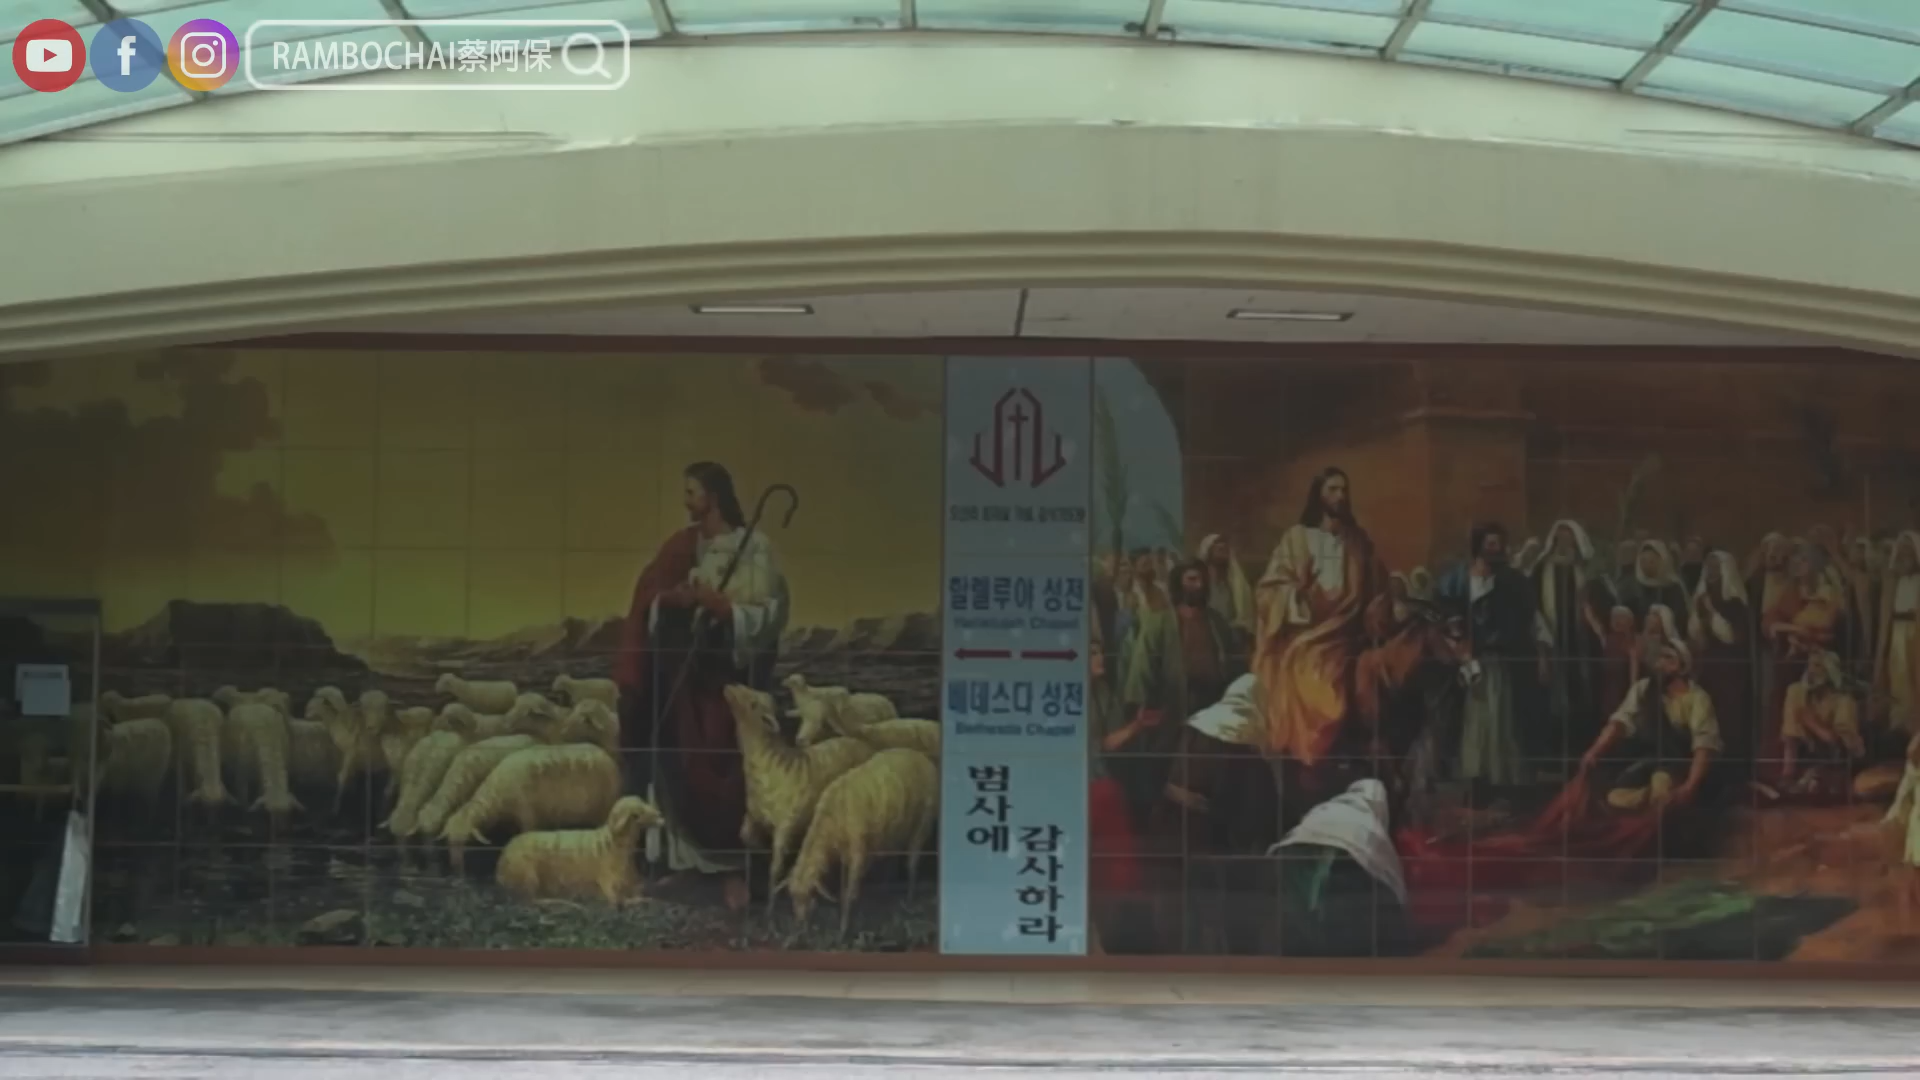 RAMBOCHAI蔡阿保
할렐루야 성전
Hallelujah Chapel
베데스다 성전
Bethesda Chapel
범사에
감사하라